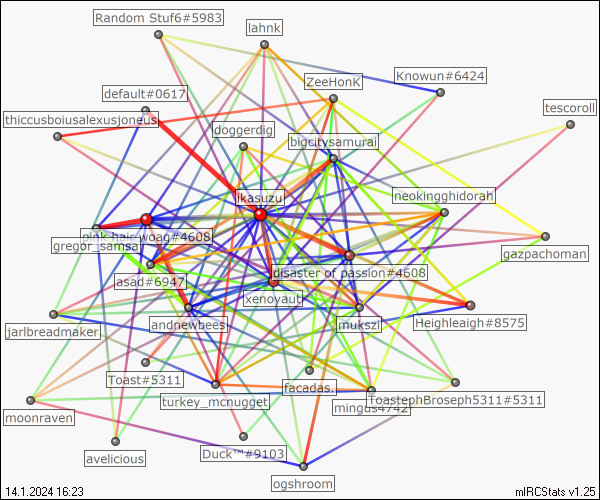 Random Stuf6#5983
lahnk
ZeeHonk
Knowun#6424
default#0617
tescoroll
thiccusboiusalexusjoneus
doggerdig
bigcitysamurai
Ikasuzu
neokingghidorah
pink hair woag#4608
gregor_samsa
gazpachoman
asad#6947
disaster of passion#4608
xenoyaut
jarlbreadmaker
andnewbees
mukszi
Heighleaigh#8575
Toast#5311
facadas.
turkey_mcnugget
mingus4742
ToastephBroseph5311#5311
moonraven
avelicious
Duck™#9103
ogshroom
14.1.2024 16:23
mIRCStats v1.25